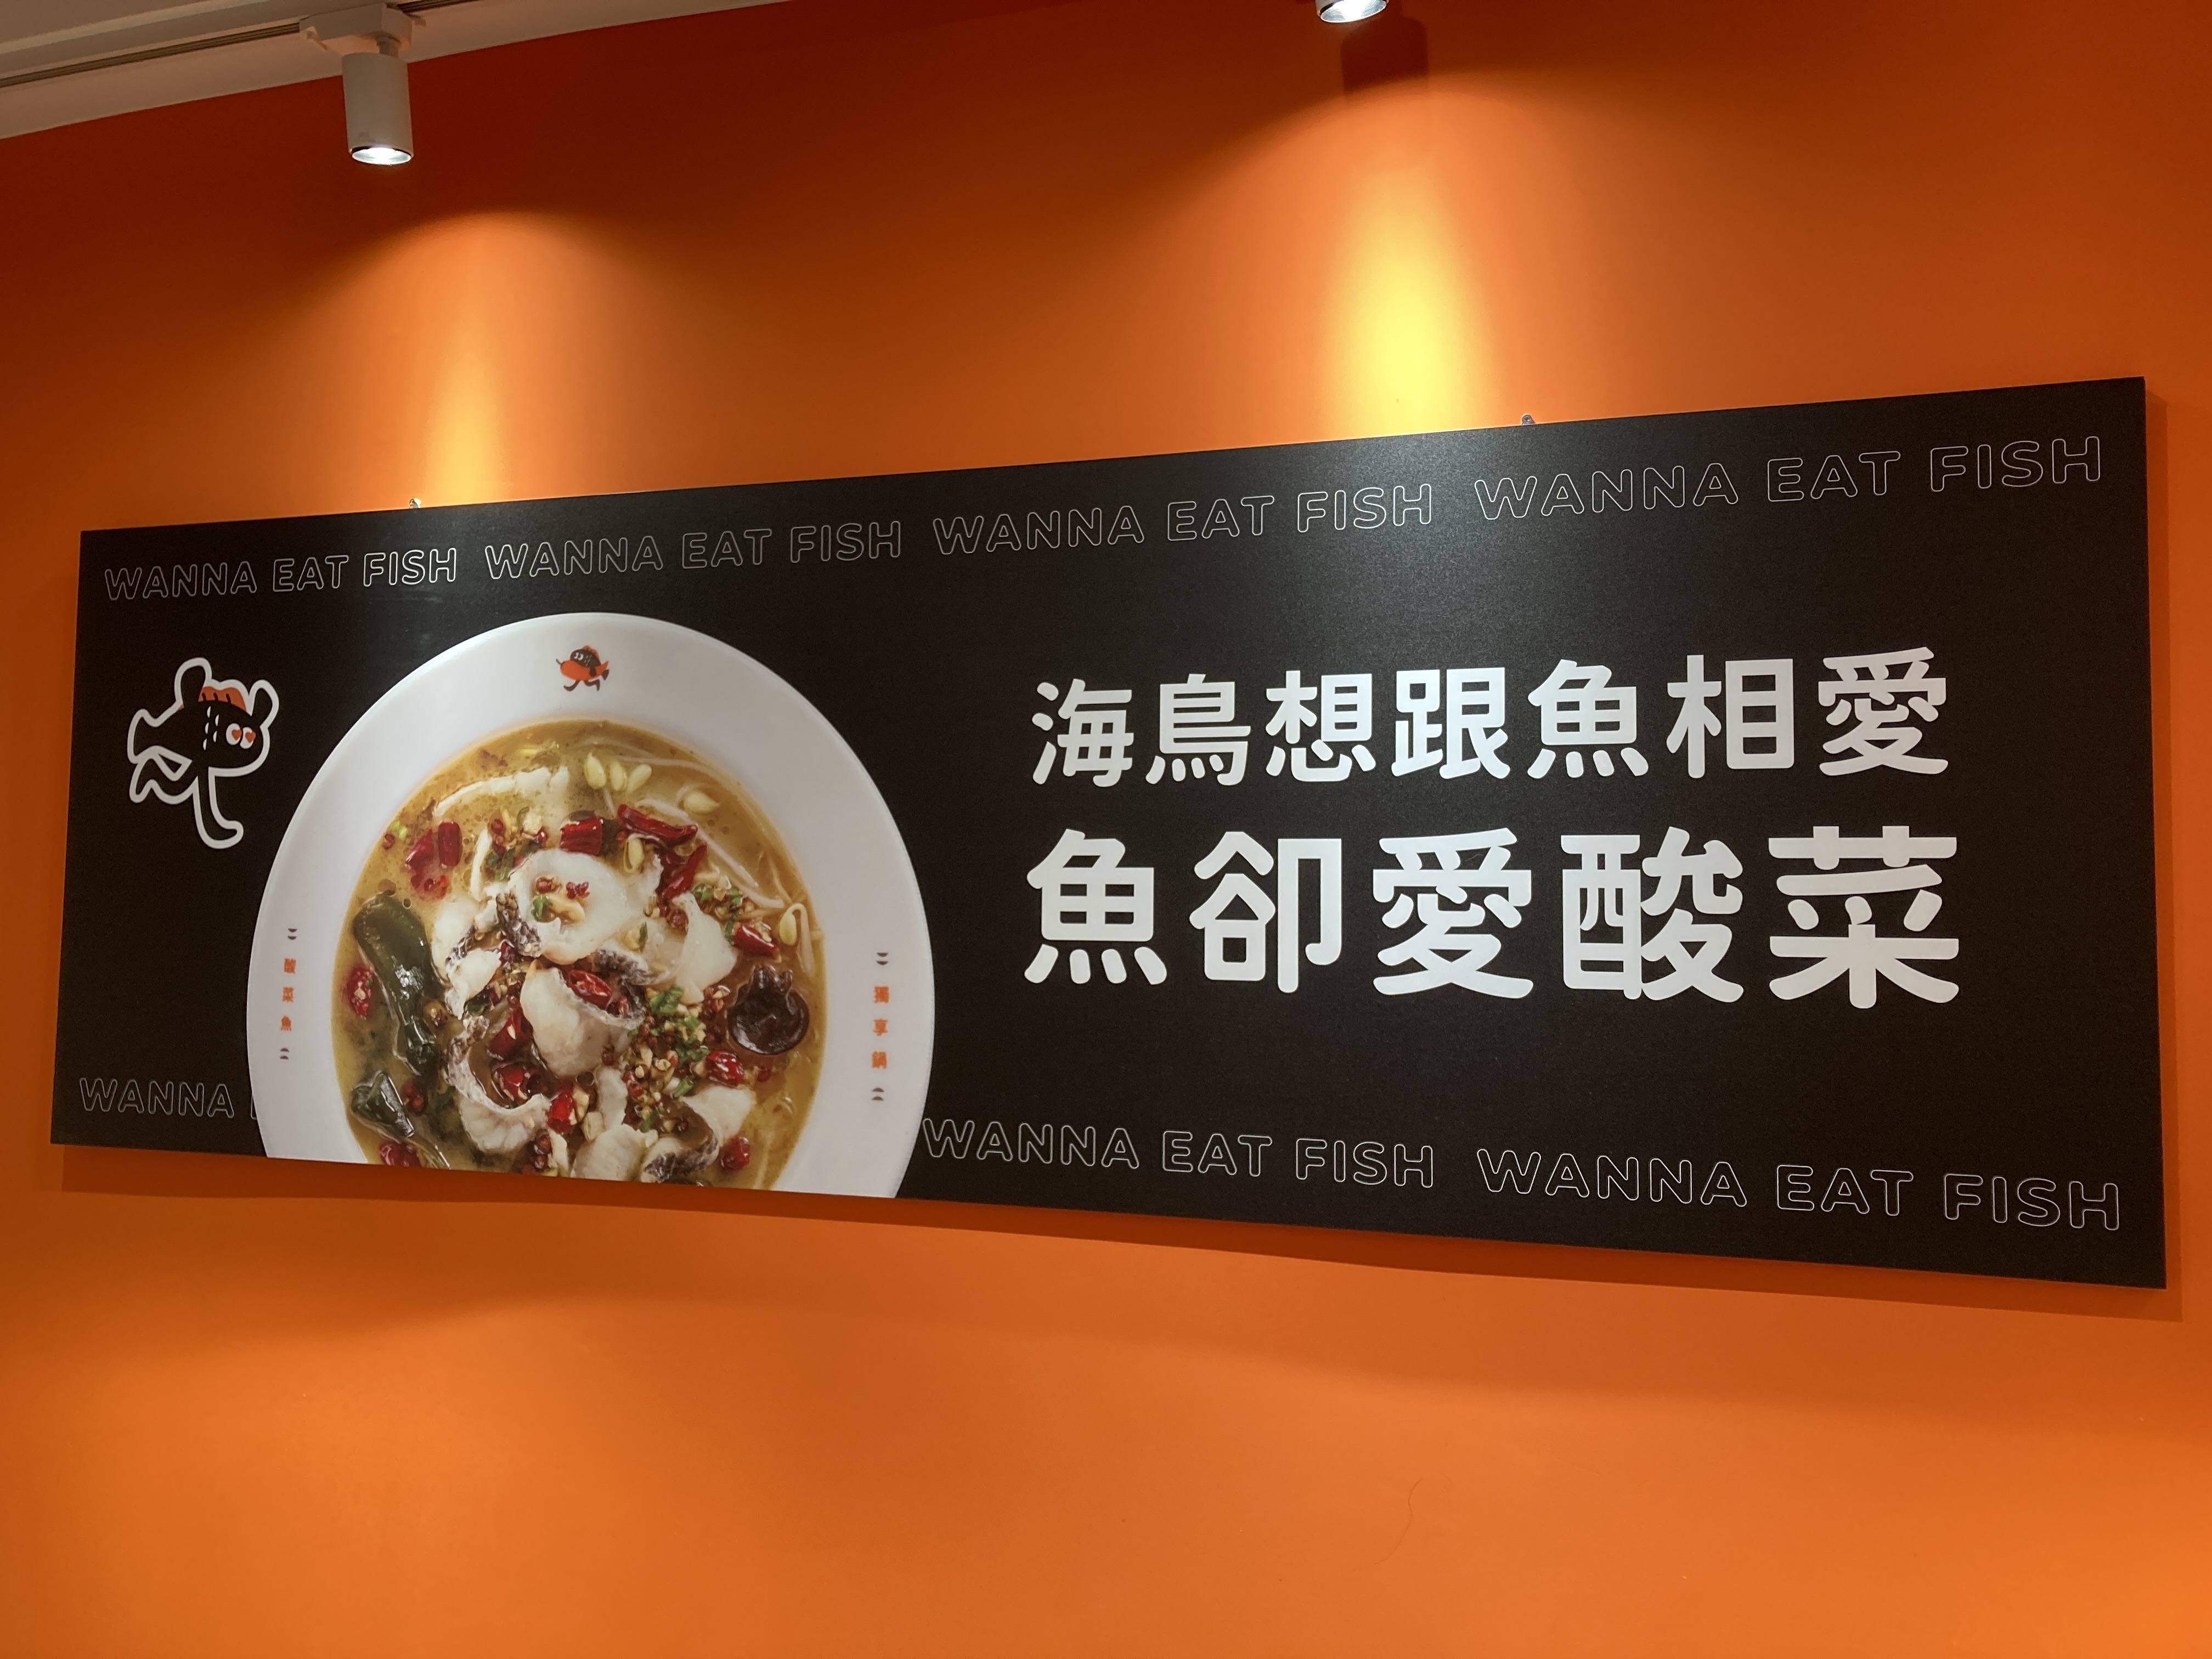 WANNA EAT FISH WANNA EAT FISH WANNA EAT FISH WANNA EAT FISH
海鳥想跟魚相愛
魚卻愛酸菜
酸菜魚
獨享鍋
WANNA
WANNA EAT FISH WANNA EAT FISH